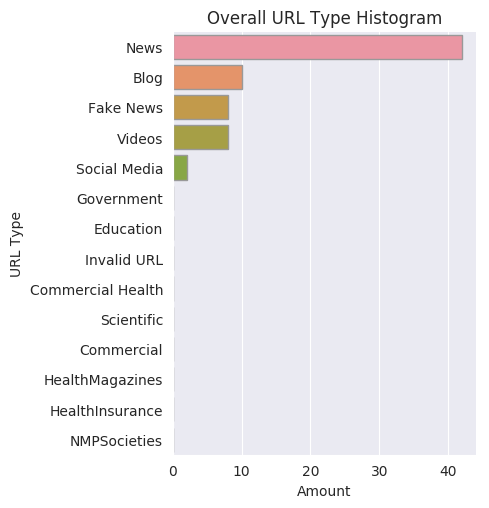 Overall URL Type Histogram
News
Blog
Fake News
Videos
Social Media
Government
Education
Invalid URL
Commercial Health
Scientific
Commercial
HealthMagazines
HealthInsurance
NMPSocieties
URL Type
0 10 20 30 40
Amount